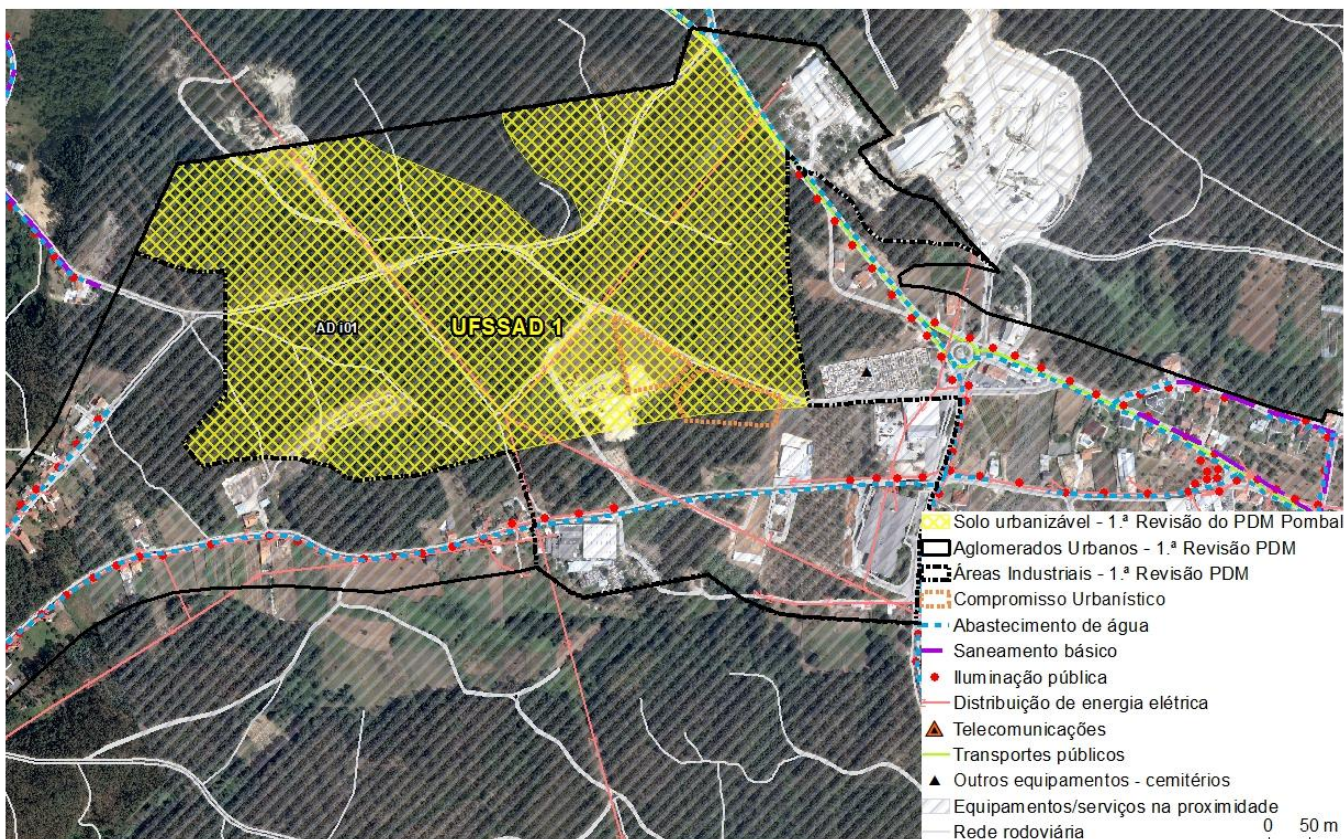 AD i01
UFSSAD 1
Solo urbanizável - 1.ª Revisão do PDM Pombal
Aglomerados Urbanos - 1.ª Revisão PDM
Áreas Industriais - 1.ª Revisão PDM
Compromisso Urbanístico
Abastecimento de água
Saneamento básico
Iluminação pública
Distribuição de energia elétrica
Telecomunicações
Transportes públicos
Outros equipamentos - cemitérios
Equipamentos/serviços na proximidade
Rede rodoviária
0 50 m